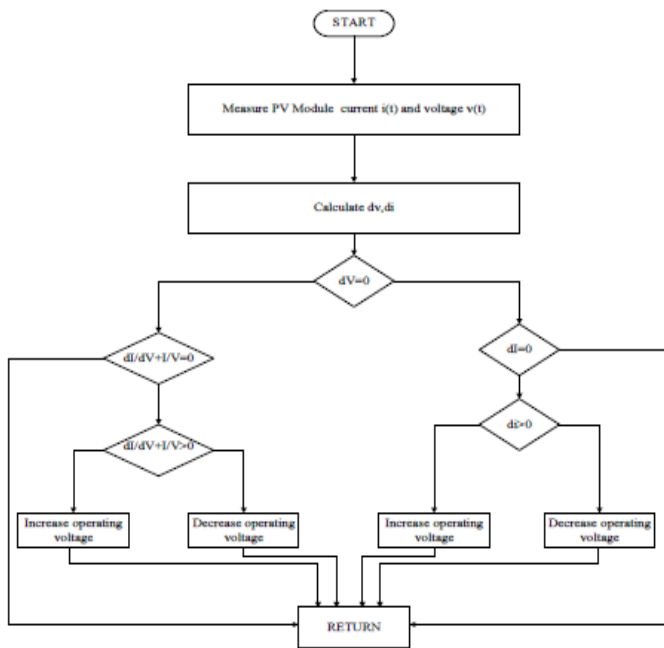 START
Measure PV Module current i(t) and voltage v(t)
Calculate dv,di
dV=0
dI/dV+I/V=0
dI=0
dI/dV+I/V>0
di>0
Increase operating
voltage
Decrease operating
voltage
Increase operating
voltage
Decrease operating
voltage
RETURN